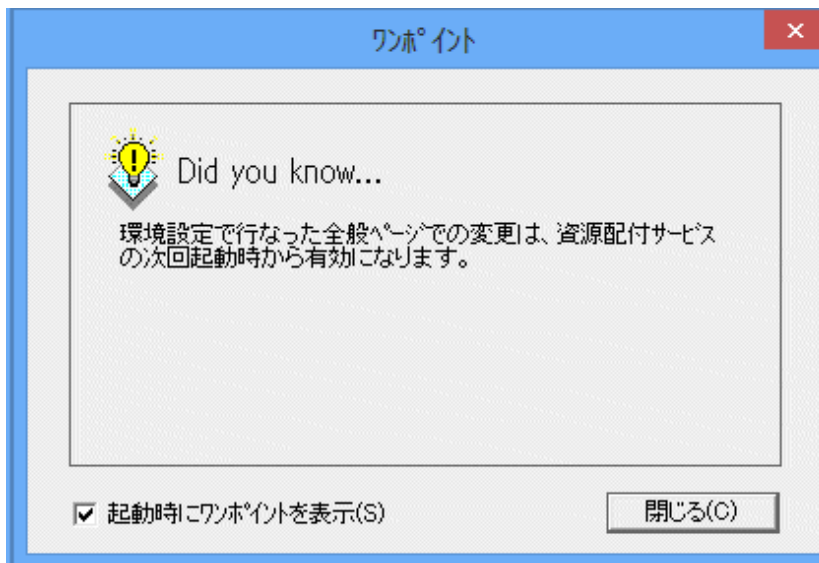 ﾜﾝﾎﾟｲﾝﾄ
Did you know...
環境設定で行なった全般ﾍﾟｰｼﾞでの変更は、資源配付ｻｰﾋﾞｽ
の次回起動時から有効になります。
起動時にﾜﾝﾎﾟｲﾝﾄを表示(S)
閉じる(C)